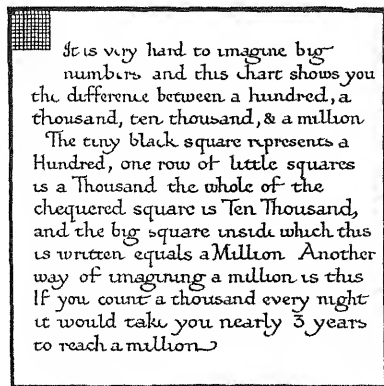 It is very hard to imagine big
numbers and this chart shows you
the difference between a hundred, a
thousand, ten thousand, & a million
The tiny black square represents a
Hundred, one row of little squares
is a Thousand the whole of the
chequered square is Ten Thousand,
and the big square inside which this
is written equals a Million Another
way of imagining a million is this
If you count a thousand every night
it would take you nearly 3 years
to reach a million